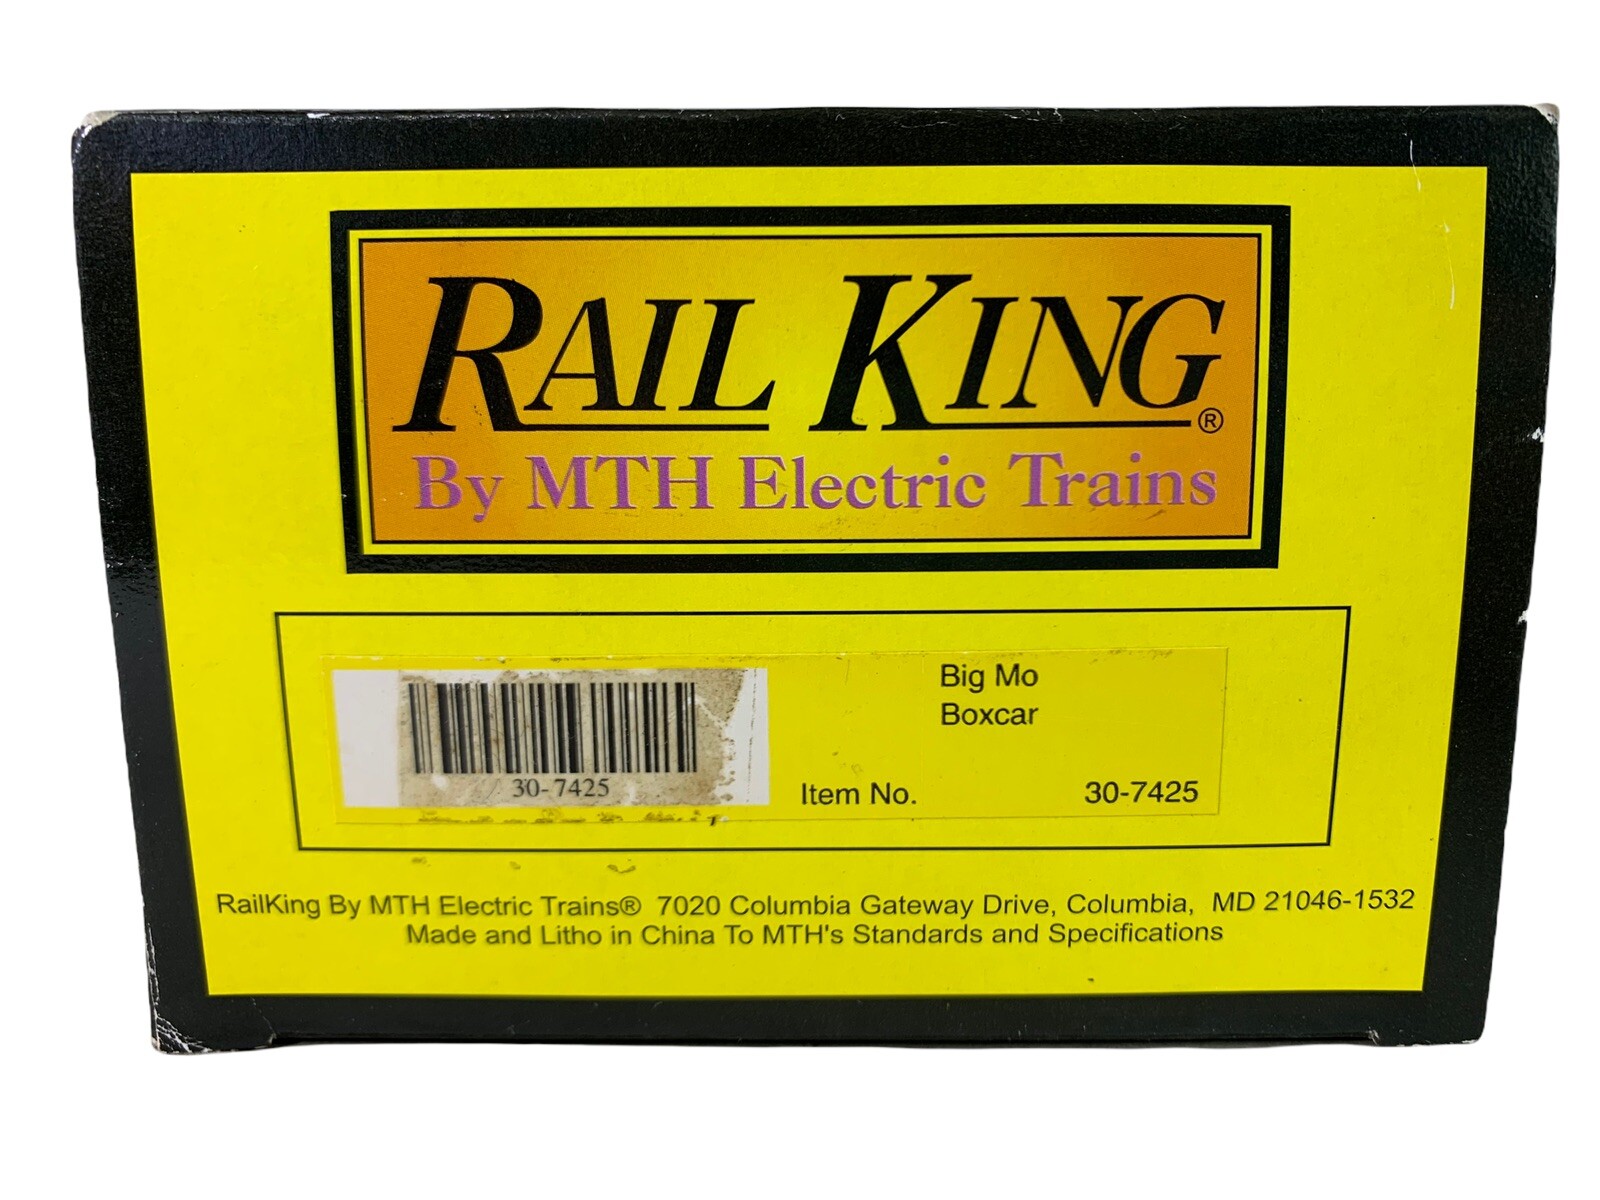 RAIL KING®
By MTH Electric Trains
Big Mo
Boxcar
30-7425
Item No. 30-7425
RailKing By MTH Electric Trains® 7020 Columbia Gateway Drive, Columbia, MD 21046-1532
Made and Litho in China To MTH's Standards and Specifications